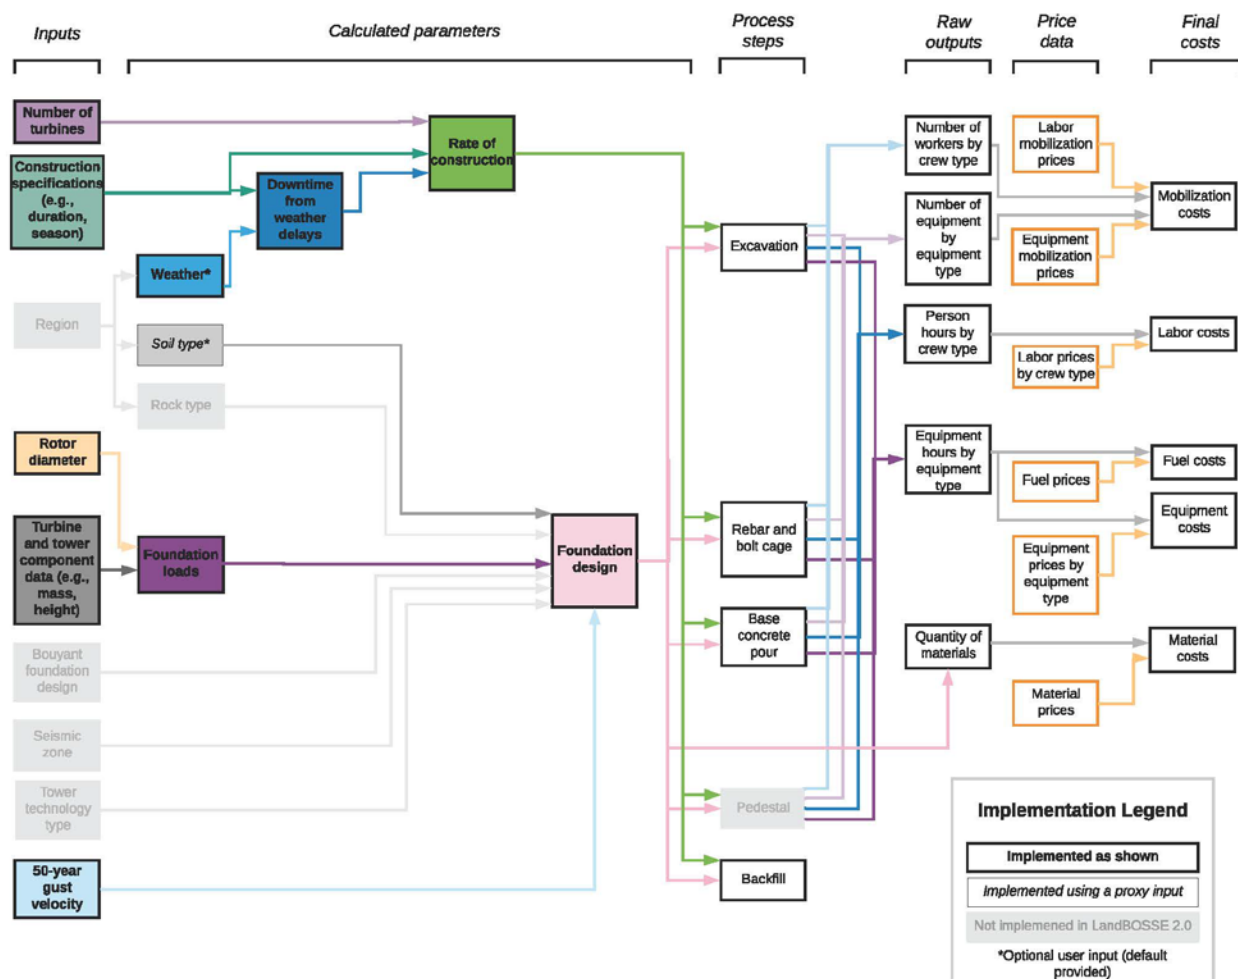 Inputs
Calculated parameters
Process
steps
Raw
outputs
Price
data
Final
costs
Number of
turbines
Construction
specifications
(e.g.,
duration,
season)
Region
Rotor
diameter
Turbine
and tower
component
data (e.g.,
mass,
height)
Bouyant
foundation
design
Seismic
zone
Tower
technology
type
50-year
gust
velocity
Weather*
Soil type*
Rock type
Foundation
loads
Downtime
from
weather
delays
Rate of
construction
Foundation
design
Excavation
Rebar and
bolt cage
Base
concrete
pour
Pedestal
Backfill
Number of
workers by
crew type
Number of
equipment
by
equipment
type
Person
hours by
crew type
Equipment
hours by
equipment
type
Quantity of
materials
Labor
mobilization
prices
Equipment
mobilization
prices
Labor prices
by crew type
Fuel prices
Equipment
prices by
equipment
type
Material
prices
Mobilization
costs
Labor costs
Fuel costs
Equipment
costs
Material
costs
Implementation Legend
Implemented as shown
Implemented using a proxy input
Not implemened in LandBOSSE 2.0
*Optional user input (default
provided)